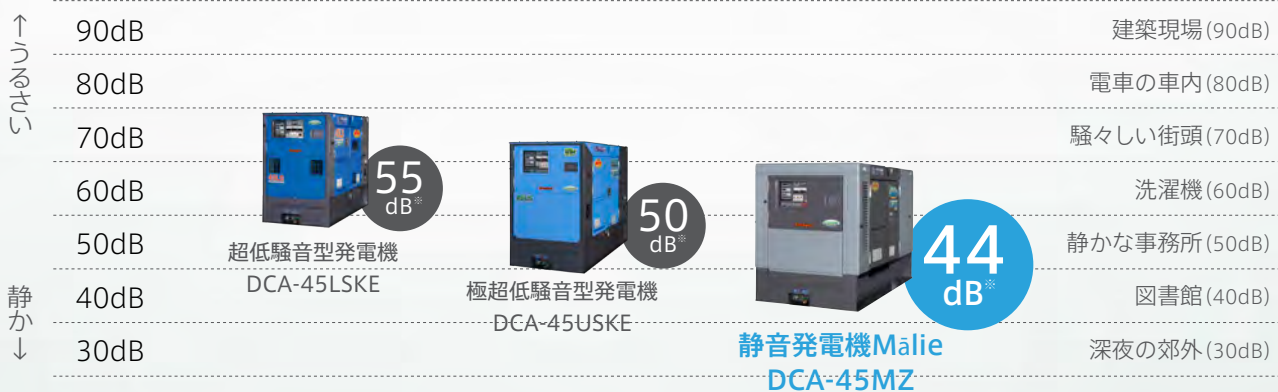 ↑うるさい
90dB
建築現場(90dB)
80dB
電車の車内(80dB)
70dB
騒々しい街頭(70dB)
60dB
洗濯機(60dB)
50dB
静かな事務所(50dB)
静か↓
40dB
図書館(40dB)
30dB
深夜の郊外(30dB)
55
dB※
超低騒音型発電機
DCA-45LSKE
50
dB※
極超低騒音型発電機
DCA-45USKE
44
dB※
静音発電機Mālie
DCA-45MZ